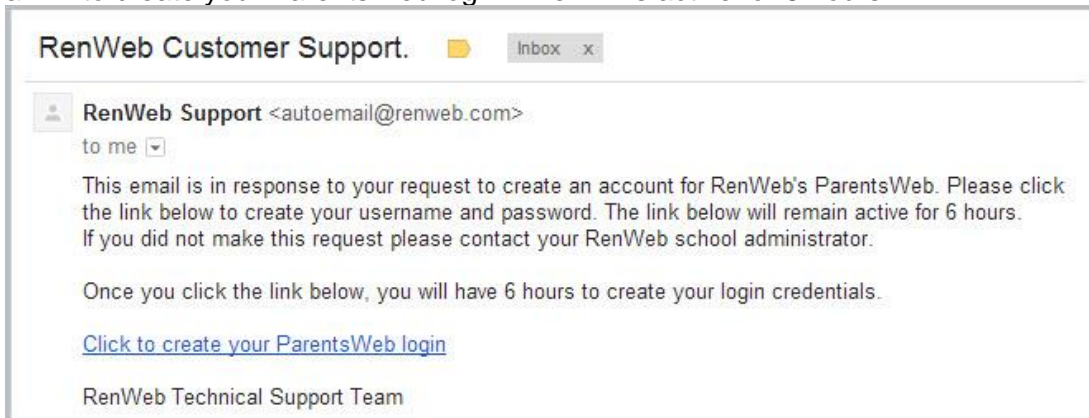 to create your
RenWeb Customer Support. Inbox x
RenWeb Support <autoemail@renweb.com>
to me
This email is in response to your request to create an account for RenWeb's ParentsWeb. Please click
the link below to create your username and password. The link below will remain active for 6 hours.
If you did not make this request please contact your RenWeb school administrator.
Once you click the link below, you will have 6 hours to create your login credentials.
Click to create your ParentsWeb login
RenWeb Technical Support Team